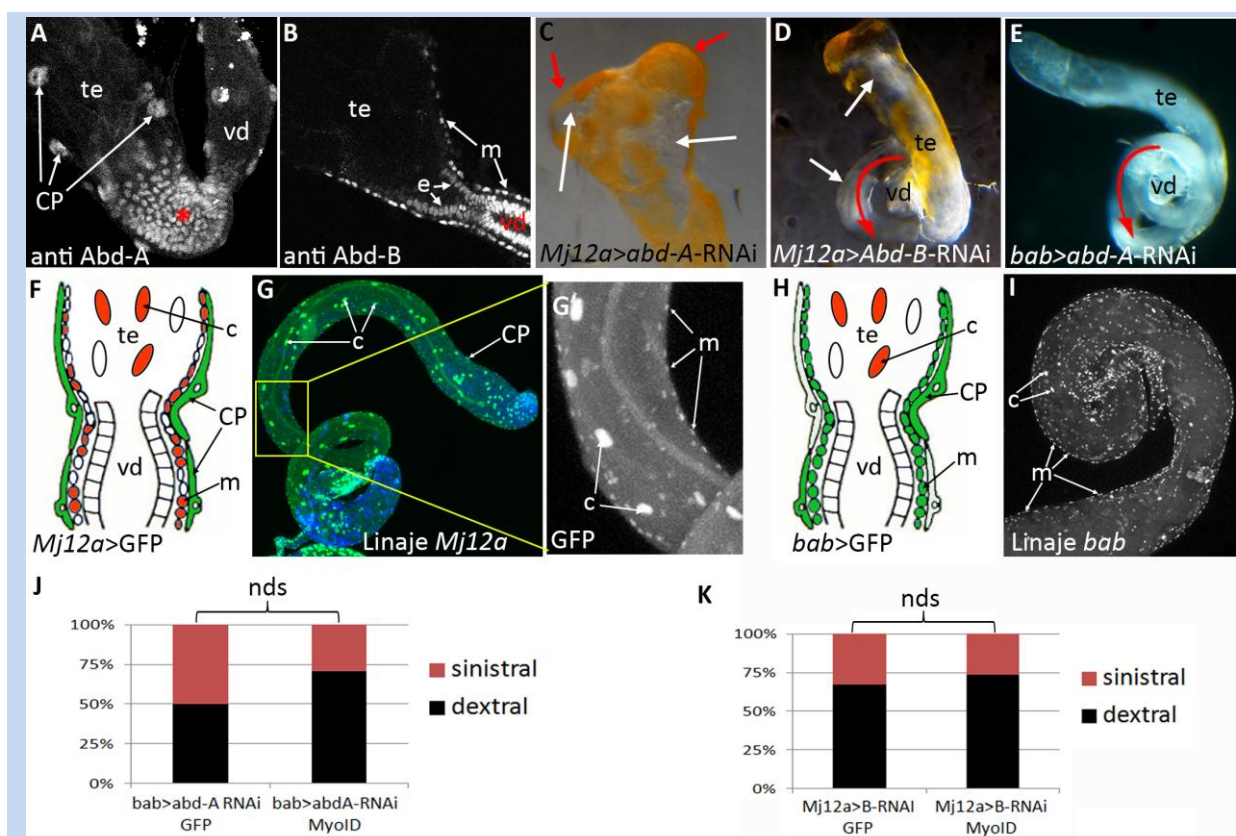 A
CP
te
vd
CP
*
anti Abd-A
B
te
m
e
vd
anti Abd-B
C
Mj12a>abd-A-RNAi
D
te
vd
Mj12a>Abd-B-RNAi
E
te
vd
bab>abd-A-RNAi
F
te
c
CP
vd
m
Mj12a>GFP
G
c
CP
Linaje Mj12a
G'
m
c
GFP
H
te
c
CP
vd
m
bab>GFP
I
c
m
Linaje bab
J
nds
100%
75%
50%
25%
0%
sinistral
dextral
bab>abd-A RNAi
GFP
bab>abdA-RNAi
MyoID
K
nds
100%
75%
50%
25%
0%
sinistral
dextral
Mj12a>B-RNAI
GFP
Mj12a>B-RNAi
MyoID